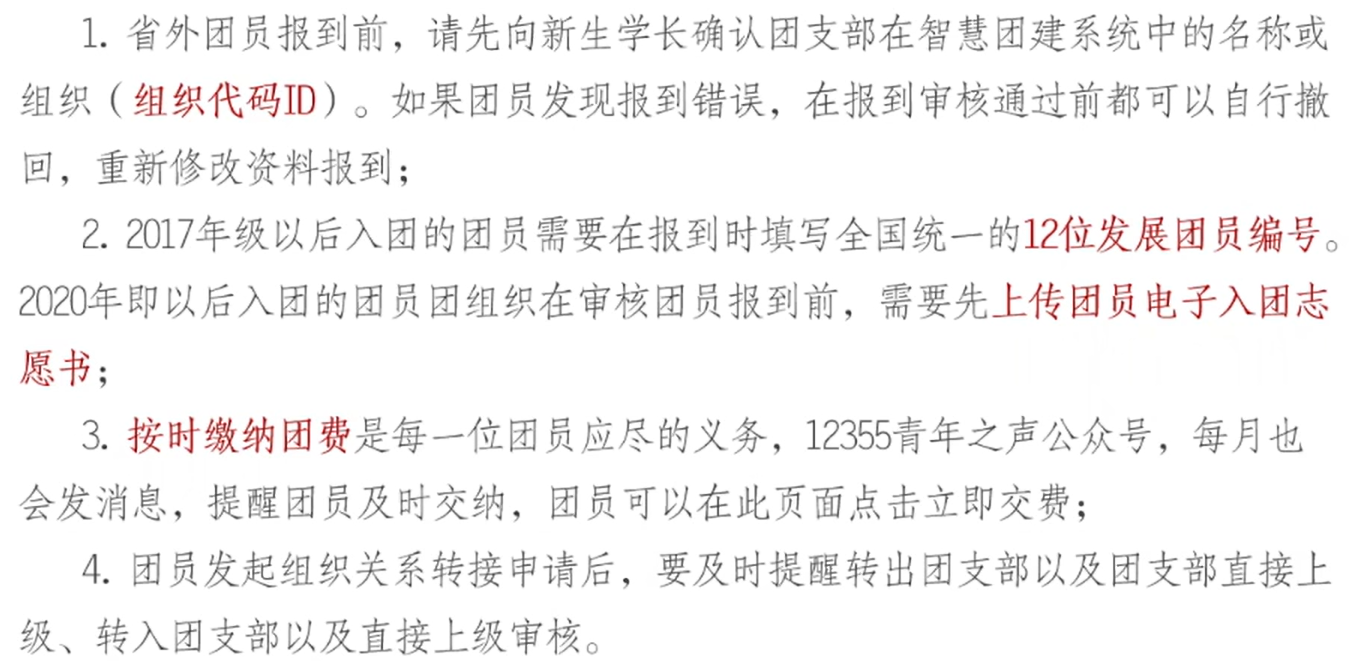 1. 省外团员报到前，请先向新生学长确认团支部在智慧团建系统中的名称或
组织（组织代码ID）。如果团员发现报到错误，在报到审核通过前都可以自行撤
回，重新修改资料报到；
2. 2017年级以后入团的团员需要在报到时填写全国统一的12位发展团员编号。
2020年即以后入团的团员团组织在审核团员报到前，需要先上传团员电子入团志
愿书；
3. 按时缴纳团费是每一位团员应尽的义务，12355青年之声公众号，每月也
会发消息，提醒团员及时交纳，团员可以在此页面点击立即交费；
4. 团员发起组织关系转接申请后，要及时提醒转出团支部以及团支部直接上
级、转入团支部以及直接上级审核。